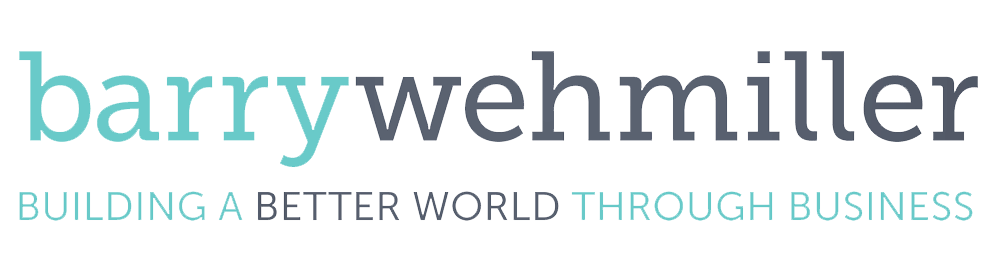 barrywehmiller
BUILDING A BETTER WORLD THROUGH BUSINESS